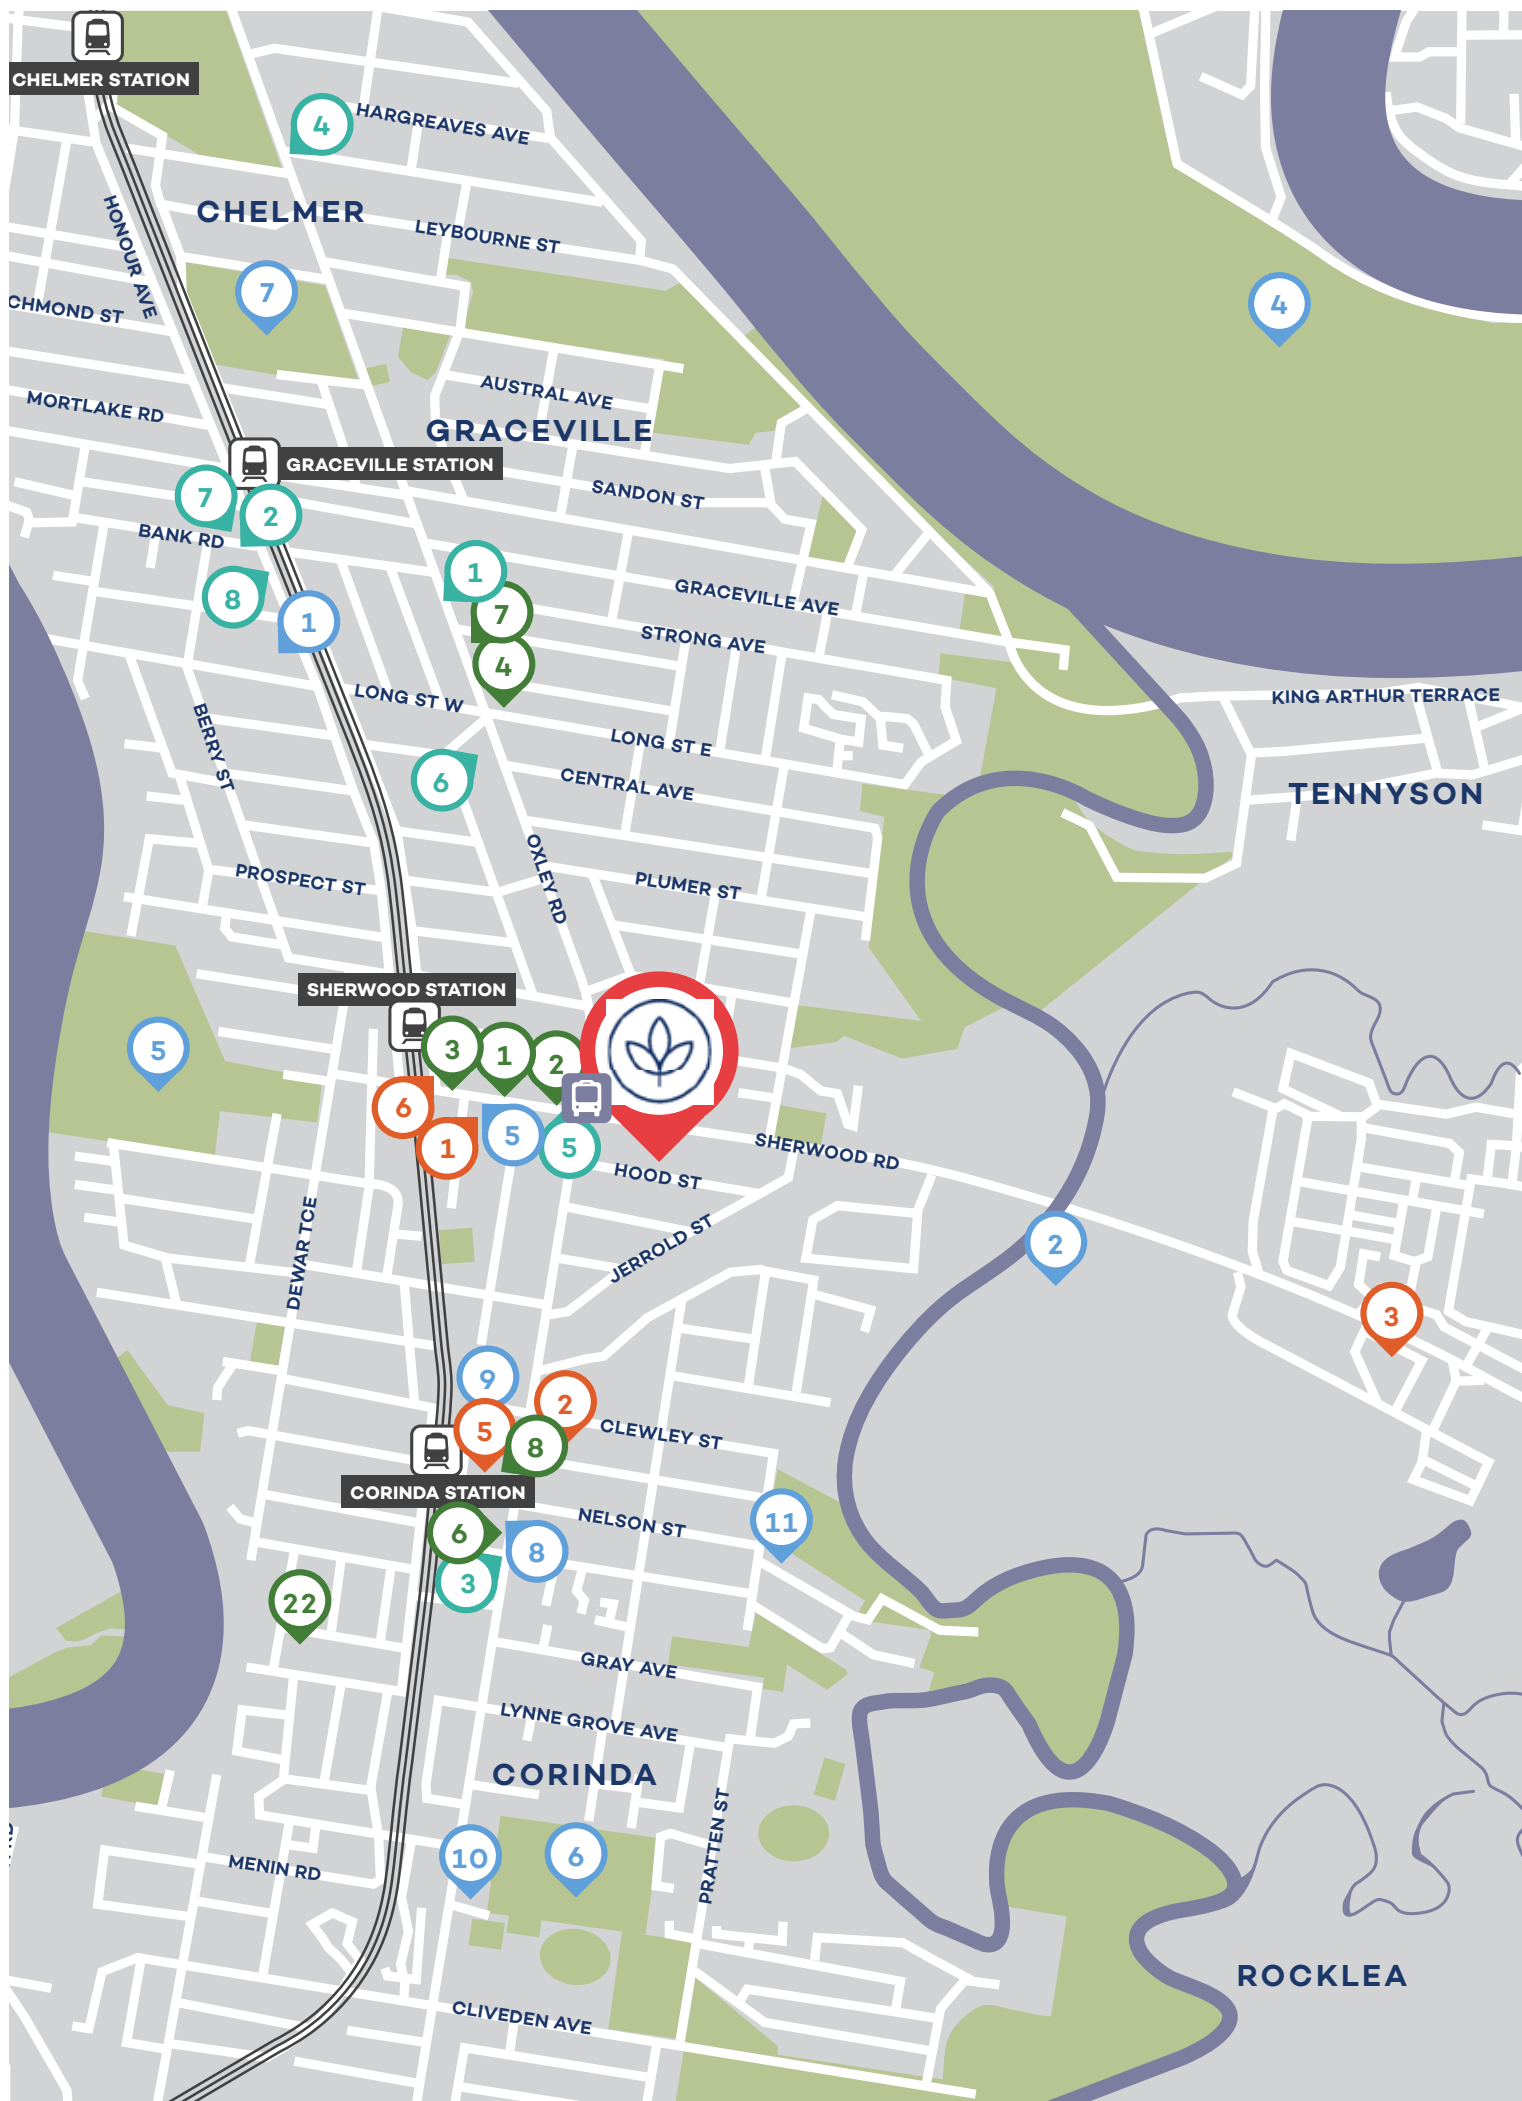 CHELMER STATION
4
HARGREAVES AVE
CHELMER
HONOUR AVE
LEYBOURNE ST
7
4
CHMOND ST
AUSTRAL AVE
MORTLAKE RD
GRACEVILLE
GRACEVILLE STATION
7
2
SANDON ST
BANK RD
1
8
GRACEVILLE AVE
7
1
STRONG AVE
4
LONG ST W
KING ARTHUR TERRACE
BERRY ST
LONG ST E
6
CENTRAL AVE
TENNYSON
PROSPECT ST
OXLEY RD
PLUMER ST
SHERWOOD STATION
5
3
1
2
6
1
5
5
SHERWOOD RD
HOOD ST
DEWAR TCE
JERROLD ST
2
3
9
2
5
8
CLEWLEY ST
CORINDA STATION
6
NELSON ST
11
8
3
22
GRAY AVE
LYNNE GROVE AVE
CORINDA
PRATTEN ST
10
6
MENIN RD
ROCKLEA
CLIVEDEN AVE